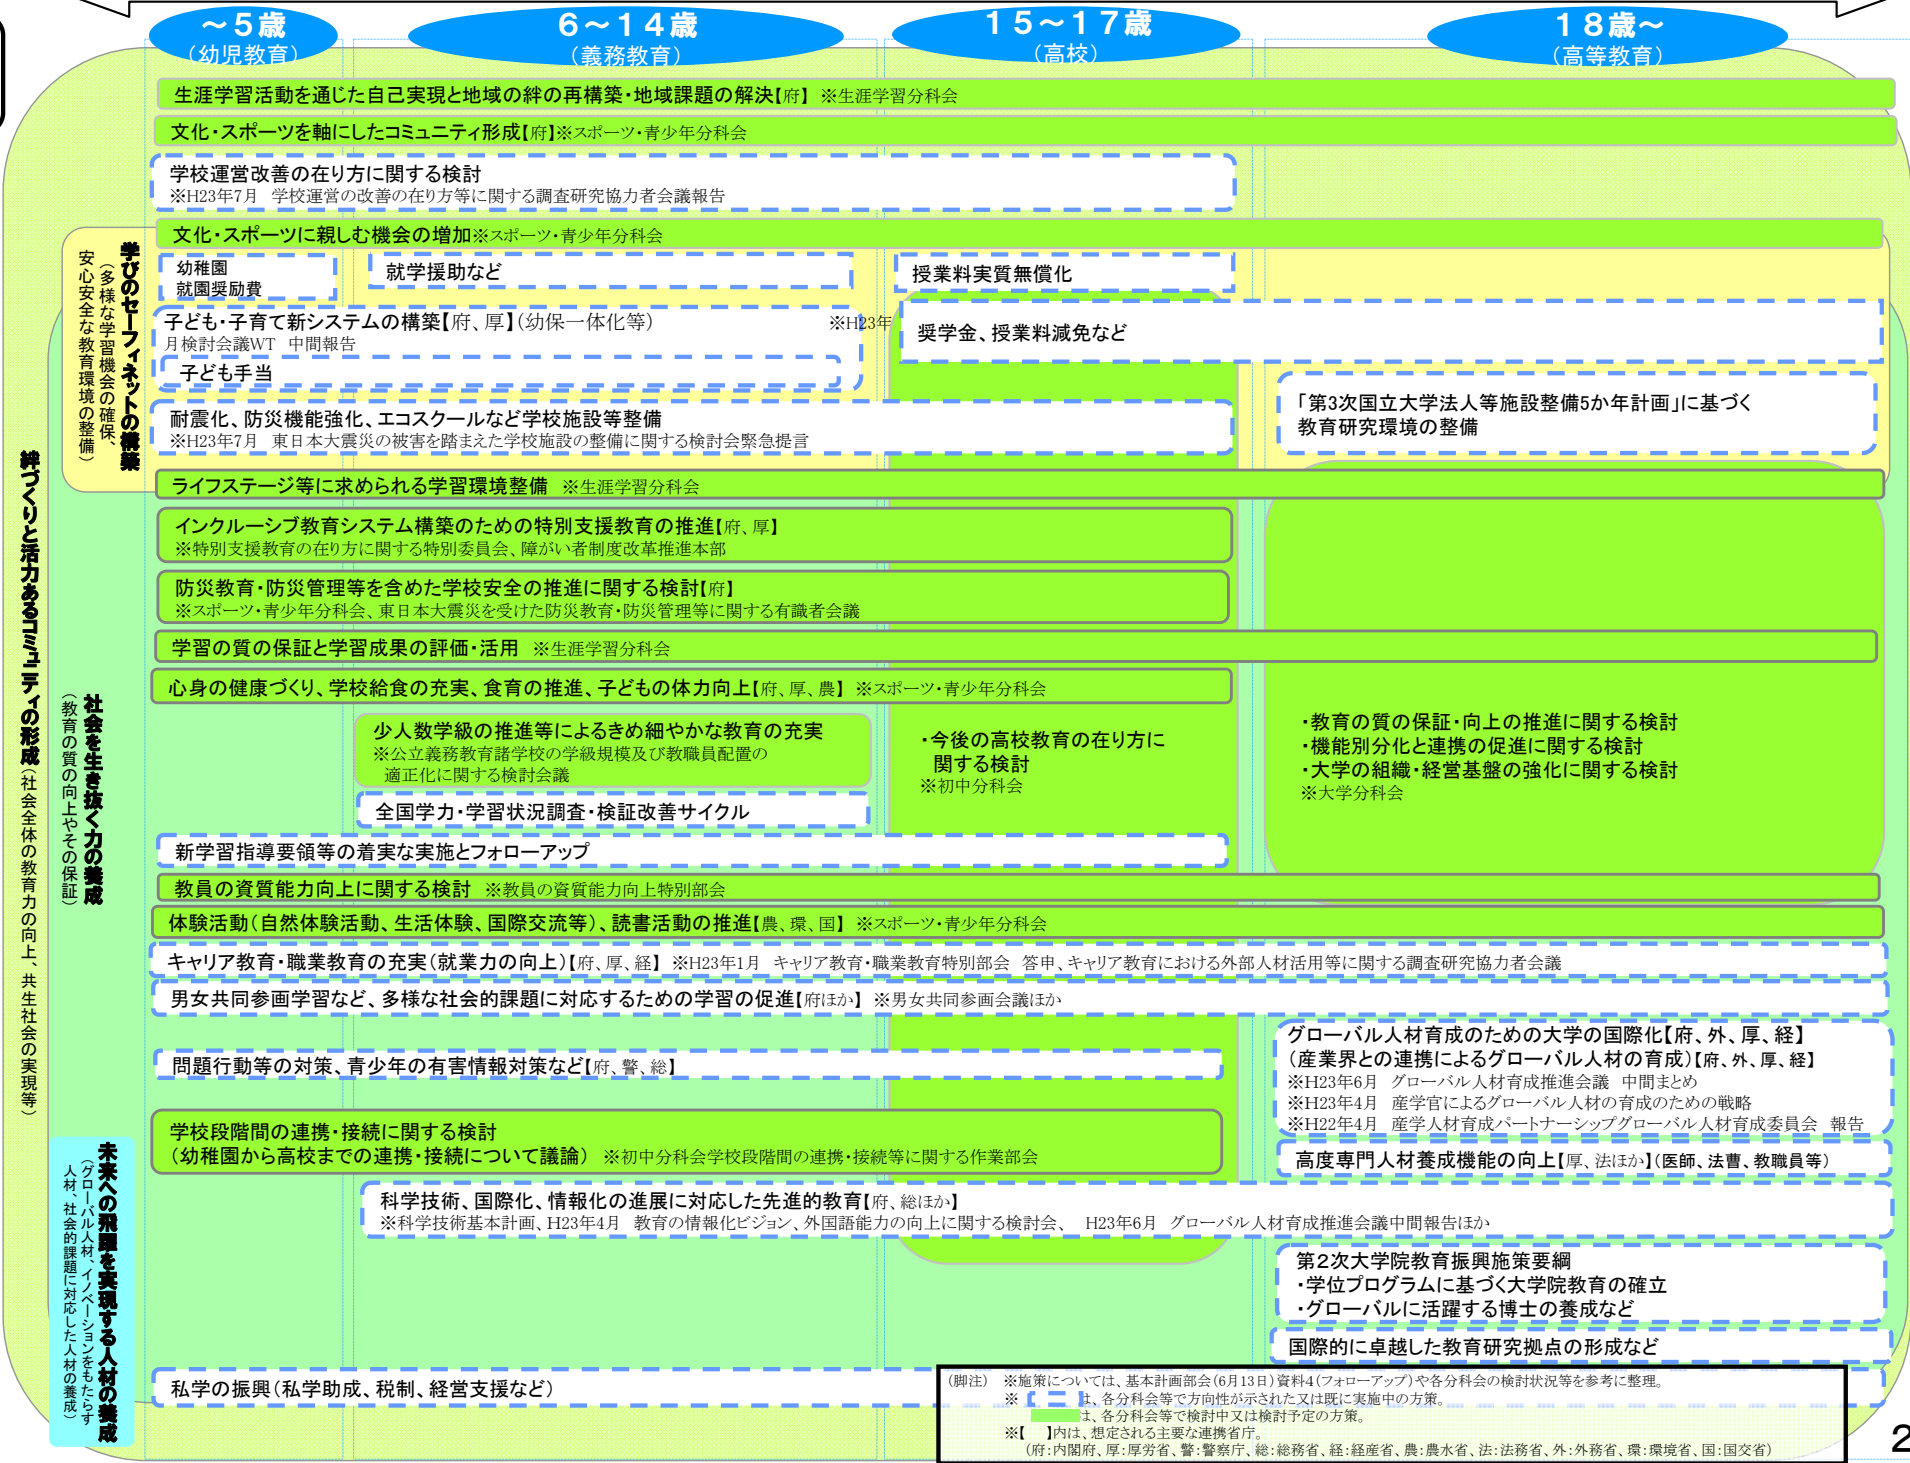 ～５歳
（幼児教育）
６～１４歳
（義務教育）
１５～１７歳
（高校）
１８歳～
（高等教育）
生涯学習活動を通じた自己実現と地域の絆の再構築・地域課題の解決【府】 ※生涯学習分科会
文化・スポーツを軸にしたコミュニティ形成【府】※スポーツ・青少年分科会
学校運営改善の在り方に関する検討
※H23年7月 学校運営の改善の在り方等に関する調査研究協力者会議報告
文化・スポーツに親しむ機会の増加※スポーツ・青少年分科会
学びのセーフィネットの構築
（多様な学習機会の確保、
安心安全な教育環境の整備）
幼稚園
就園奨励費
就学援助など
授業料実質無償化
子ども・子育て新システムの構築【府、厚】（幼保一体化等） ※H23年
月検討会議WT 中間報告
子ども手当
奨学金、授業料減免など
耐震化、防災機能強化、エコスクールなど学校施設等整備
※H23年7月 東日本大震災の被害を踏まえた学校施設の整備に関する検討会緊急提言
「第3次国立大学法人等施設整備5か年計画」に基づく
教育研究環境の整備
ライフステージ等に求められる学習環境整備 ※生涯学習分科会
絆づくりと活力あるコミュニティの形成（社会全体の教育力の向上、共生社会の実現等）
インクルーシブ教育システム構築のための特別支援教育の推進【府、厚】
※特別支援教育の在り方に関する特別委員会、障がい者制度改革推進本部
防災教育・防災管理等を含めた学校安全の推進に関する検討【府】
※スポーツ・青少年分科会、東日本大震災を受けた防災教育・防災管理等に関する有識者会議
学習の質の保証と学習成果の評価・活用 ※生涯学習分科会
心身の健康づくり、学校給食の充実、食育の推進、子どもの体力向上【府、厚、農】 ※スポーツ・青少年分科会
社会を生き抜く力の養成
（教育の質の向上やその保証）
少人数学級の推進等によるきめ細やかな教育の充実
※公立義務教育諸学校の学級規模及び教職員配置の
適正化に関する検討会議
・今後の高校教育の在り方に
関する検討
※初中分科会
・教育の質の保証・向上の推進に関する検討
・機能別分化と連携の促進に関する検討
・大学の組織・経営基盤の強化に関する検討
※大学分科会
全国学力・学習状況調査・検証改善サイクル
新学習指導要領等の着実な実施とフォローアップ
教員の資質能力向上に関する検討 ※教員の資質能力向上特別部会
体験活動（自然体験活動、生活体験、国際交流等）、読書活動の推進【農、環、国】 ※スポーツ・青少年分科会
キャリア教育・職業教育の充実（就業力の向上）【府、厚、経】 ※H23年1月 キャリア教育・職業教育特別部会 答申、キャリア教育における外部人材活用等に関する調査研究協力者会議
男女共同参画学習など、多様な社会的課題に対応するための学習の促進【府ほか】 ※男女共同参画会議ほか
問題行動等の対策、青少年の有害情報対策など【府、警、総】
グローバル人材育成のための大学の国際化【府、外、厚、経】
（産業界との連携によるグローバル人材の育成）【府、外、厚、経】
※H23年6月 グローバル人材育成推進会議 中間まとめ
※H23年4月 産学官によるグローバル人材の育成のための戦略
※H22年4月 産学人材育成パートナーシップグローバル人材育成委員会 報告
学校段階間の連携・接続に関する検討
（幼稚園から高校までの連携・接続について議論） ※初中分科会学校段階間の連携・接続等に関する作業部会
高度専門人材養成機能の向上【厚、法ほか】（医師、法曹、教職員等）
未来への飛躍を実現する人材の養成
（グローバル人材、イノベーションをもたらす
人材、社会的課題に対応した人材の養成）
科学技術、国際化、情報化の進展に対応した先進的教育【府、総ほか】
※科学技術基本計画、H23年4月 教育の情報化ビジョン、外国語能力の向上に関する検討会、 H23年6月 グローバル人材育成推進会議中間報告ほか
第2次大学院教育振興施策要綱
・学位プログラムに基づく大学院教育の確立
・グローバルに活躍する博士の養成など
国際的に卓越した教育研究拠点の形成など
私学の振興（私学助成、税制、経営支援など）
（脚注） ※施策については、基本計画部会（6月13日）資料4（フォローアップ）や各分科会の検討状況等を参考に整理。
※ は、各分科会等で方向性が示された又は既に実施中の方策。
は、各分科会等で検討中又は検討予定の方策。
※【 】内は、想定される主要な連携省庁。
（府：内閣府、厚：厚労省、警：警察庁、総：総務省、経：経産省、農：農水省、法：法務省、外：外務省、環：環境省、国：国交省）
2